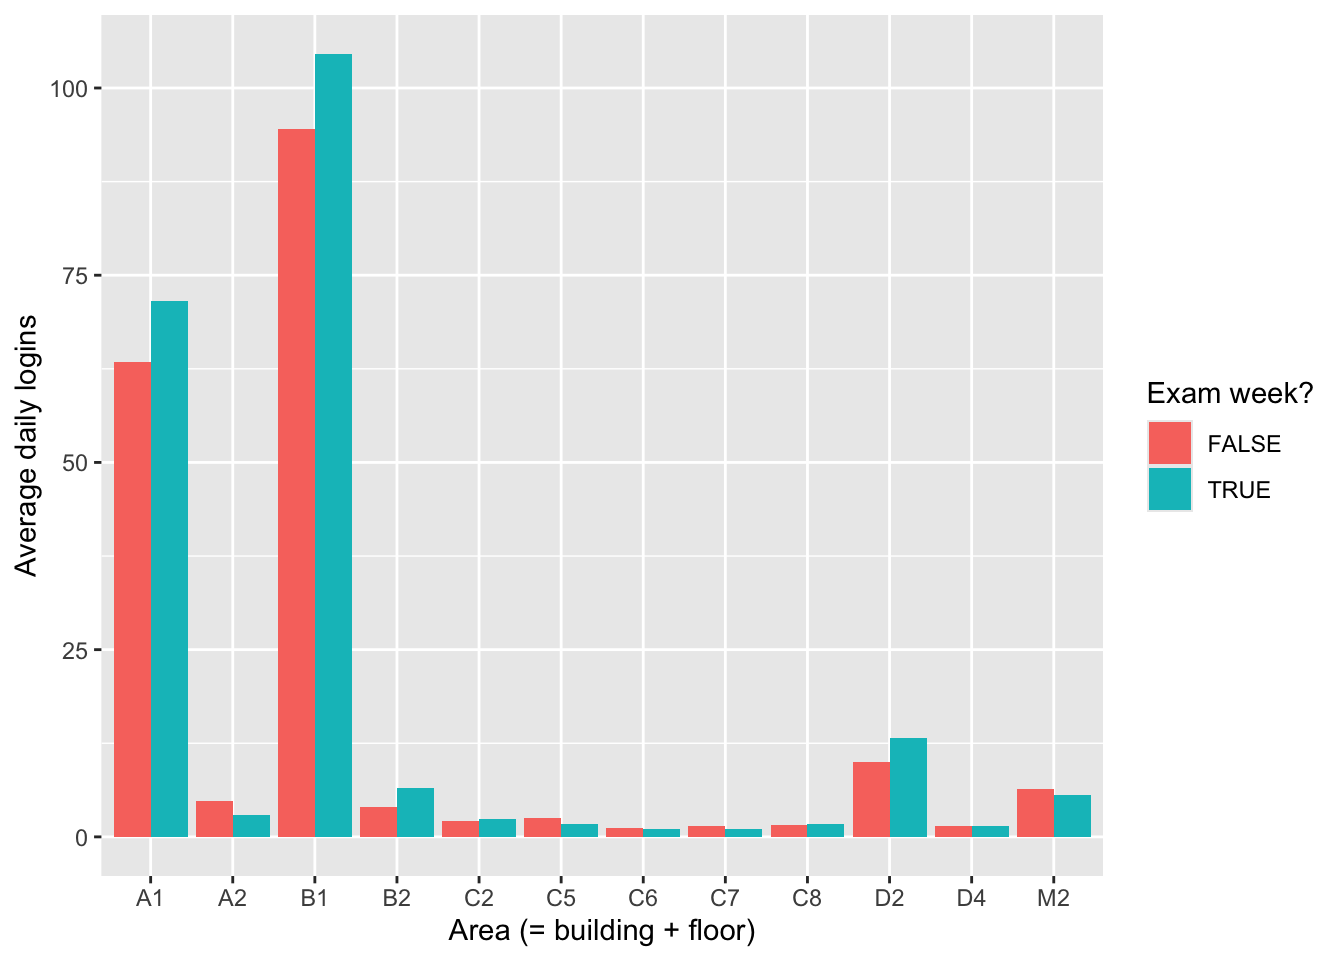 Average daily logins
100
75
50
25
0
A1 A2 B1 B2 C2 C5 C6 C7 C8 D2 D4 M2
Area (= building + floor)
Exam week?
FALSE
TRUE